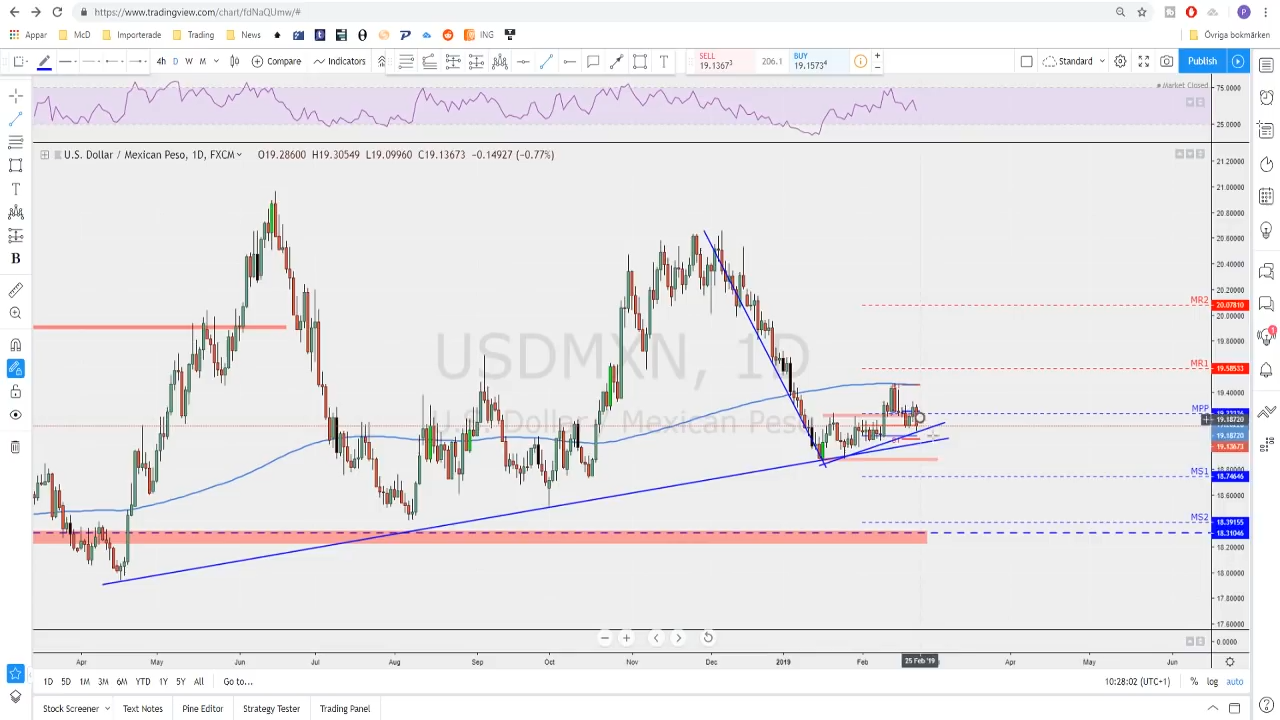 https://www.tradingview.com/chart/fdNaQUmw/#
Appar McD Importerade Trading News ING Övriga bokmärken
4h D W M Compare Indicators SELL 19.1367³ 206.1 BUY 19.1573⁴ Standard Publish
75.0000
Market Closed
25.0000
U.S. Dollar / Mexican Peso, 1D, FXCM O19.28600 H19.30549 L19.09960 C19.13673 −0.14927 (−0.77%)
21.20000
21.00000
20.80000
20.60000
20.40000
20.20000
MR2 20.07810
20.00000
19.80000
USDMXN, 1D
MR1 19.58533
19.40000
MPP
U.S. Dollar / Mexican Peso
19.18720
19.18720
19.13673
18.80000
MS1 18.74646
18.60000
MS2 18.39155
18.31046
18.20000
18.00000
17.80000
17.60000
0.0000
Apr May Jun Jul Aug Sep Oct Nov Dec 2019 Feb 25 Feb '19 Apr May Jun
1D 5D 1M 3M 6M YTD 1Y 5Y All Go to... 10:28:02 (UTC+1) % log auto
Stock Screener Text Notes Pine Editor Strategy Tester Trading Panel